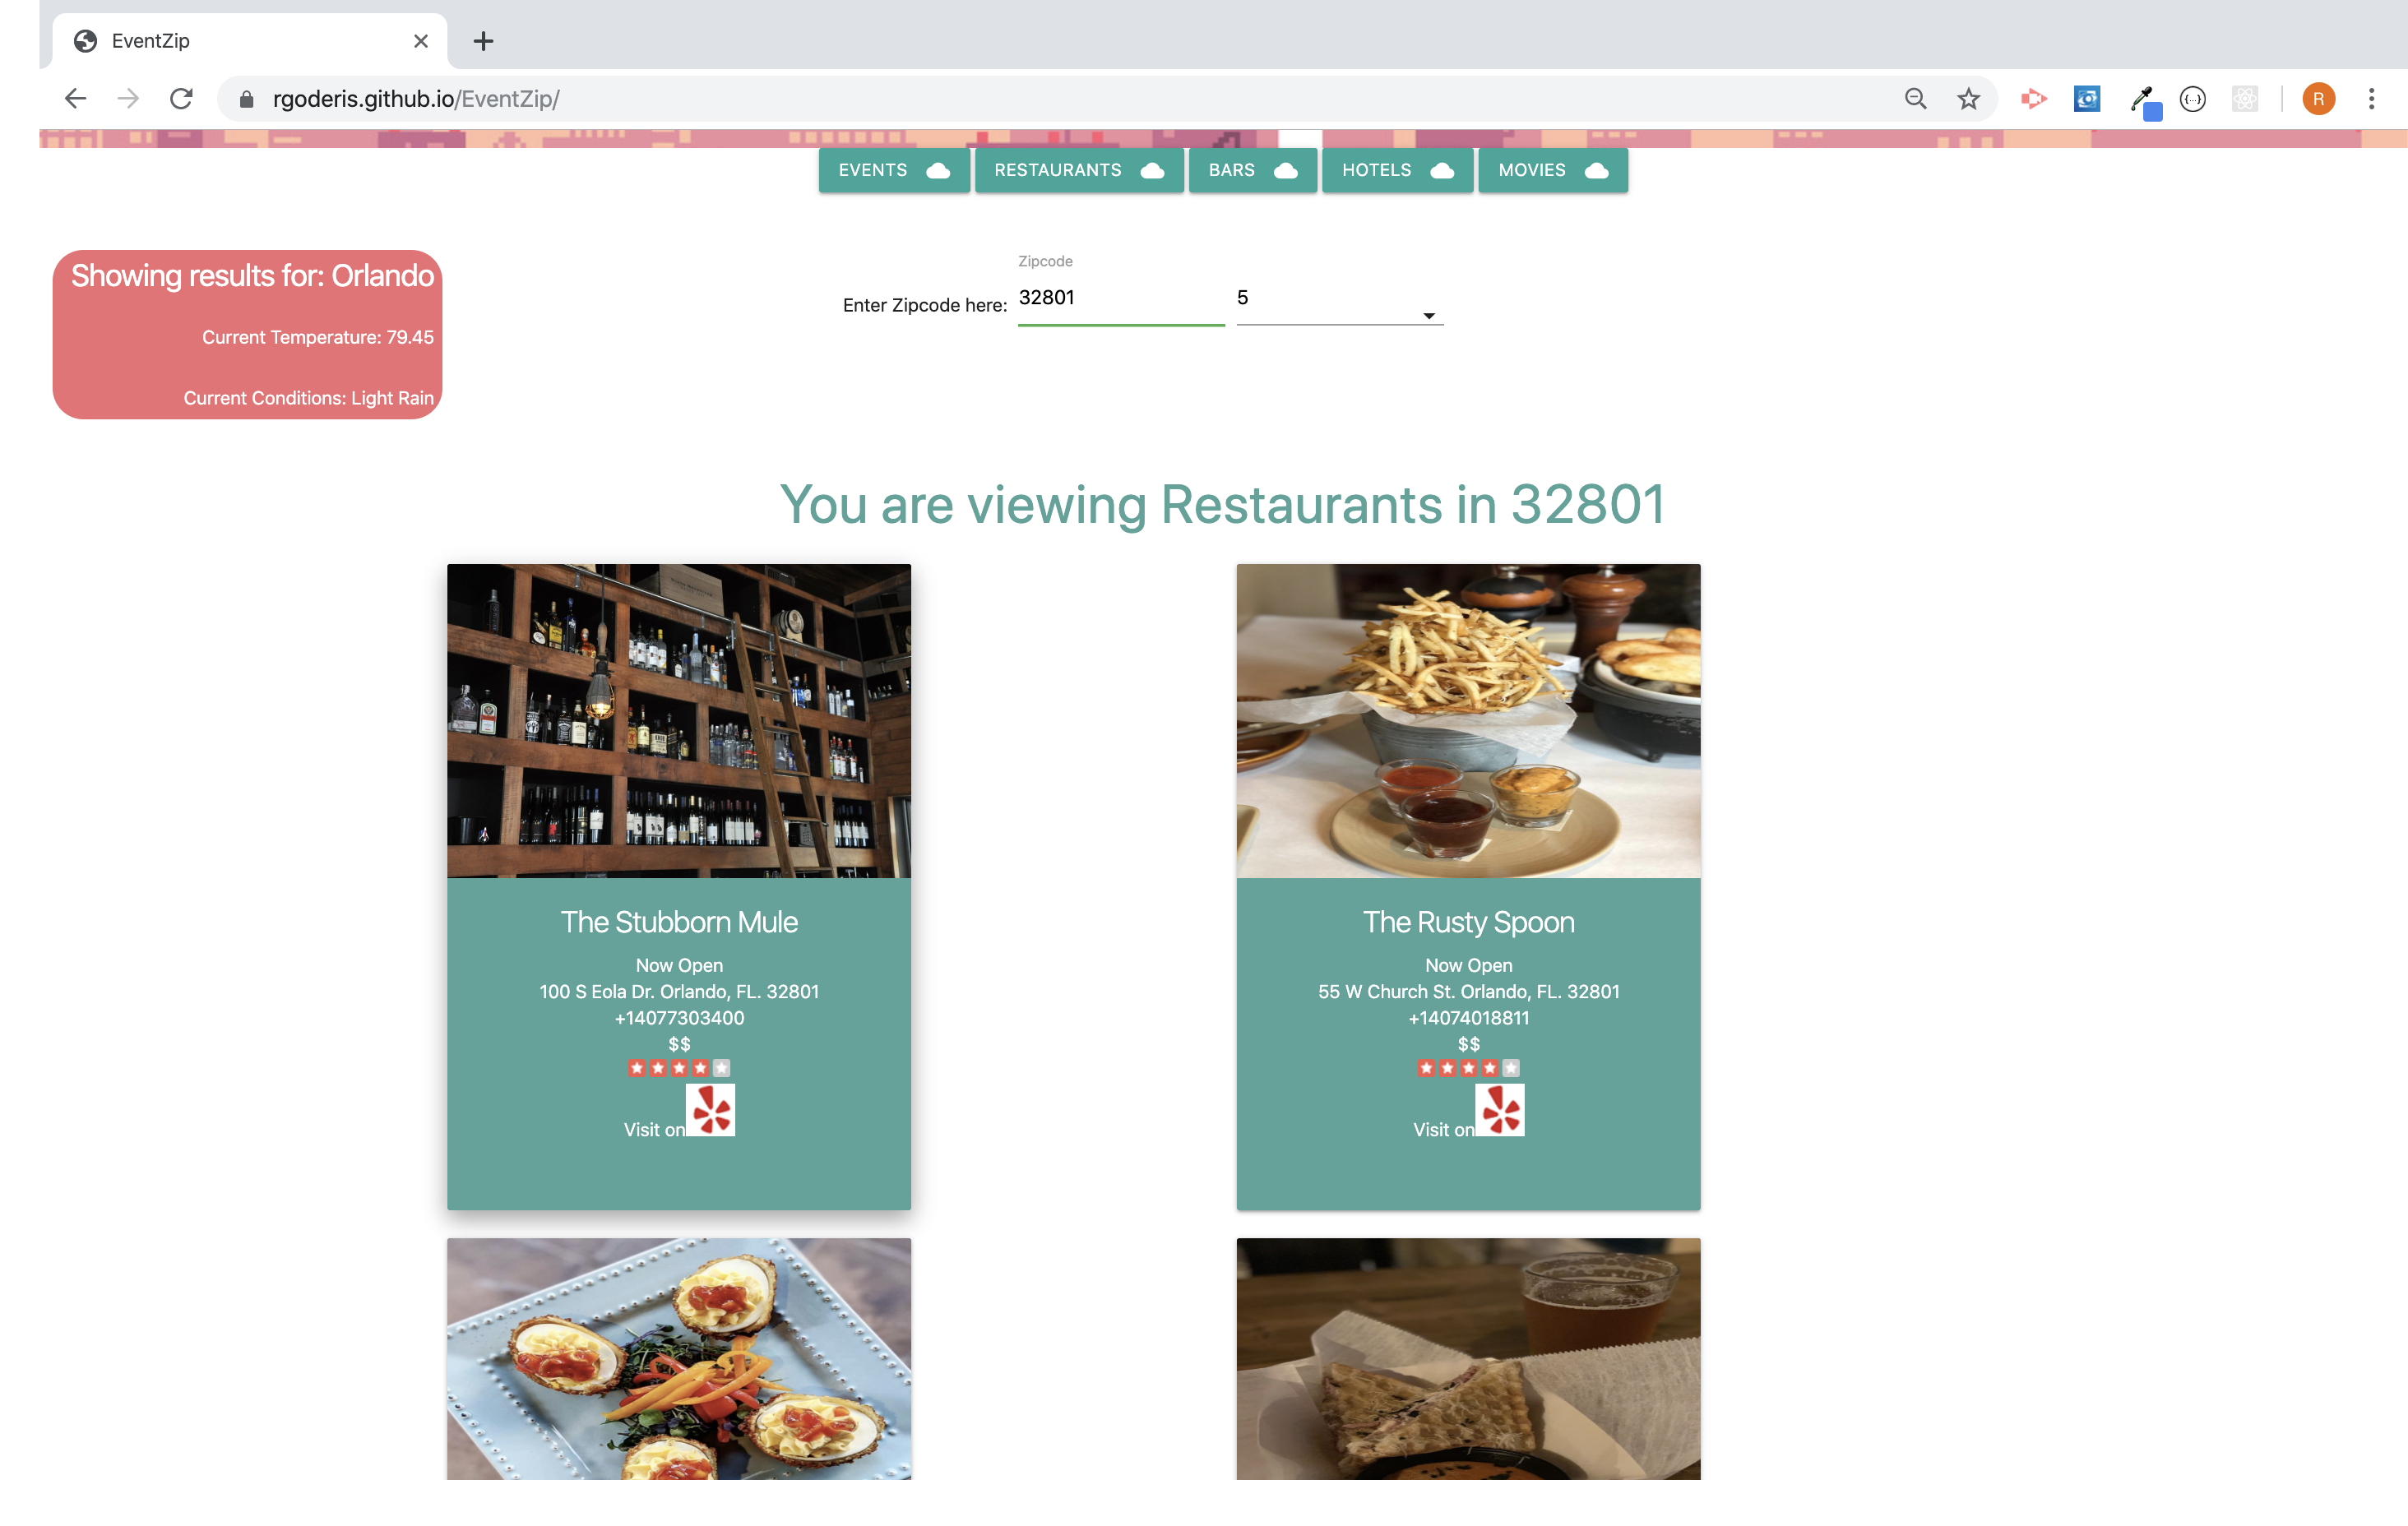 EventZip
rgoderis.github.io/EventZip/
R
EVENTS RESTAURANTS BARS HOTELS MOVIES
Showing results for: Orlando
Current Temperature: 79.45
Current Conditions: Light Rain
Zipcode
Enter Zipcode here: 32801 5
You are viewing Restaurants in 32801
The Stubborn Mule
Now Open
100 S Eola Dr. Orlando, FL. 32801
+14077303400
$$
Visit on
The Rusty Spoon
Now Open
55 W Church St. Orlando, FL. 32801
+14074018811
$$
Visit on